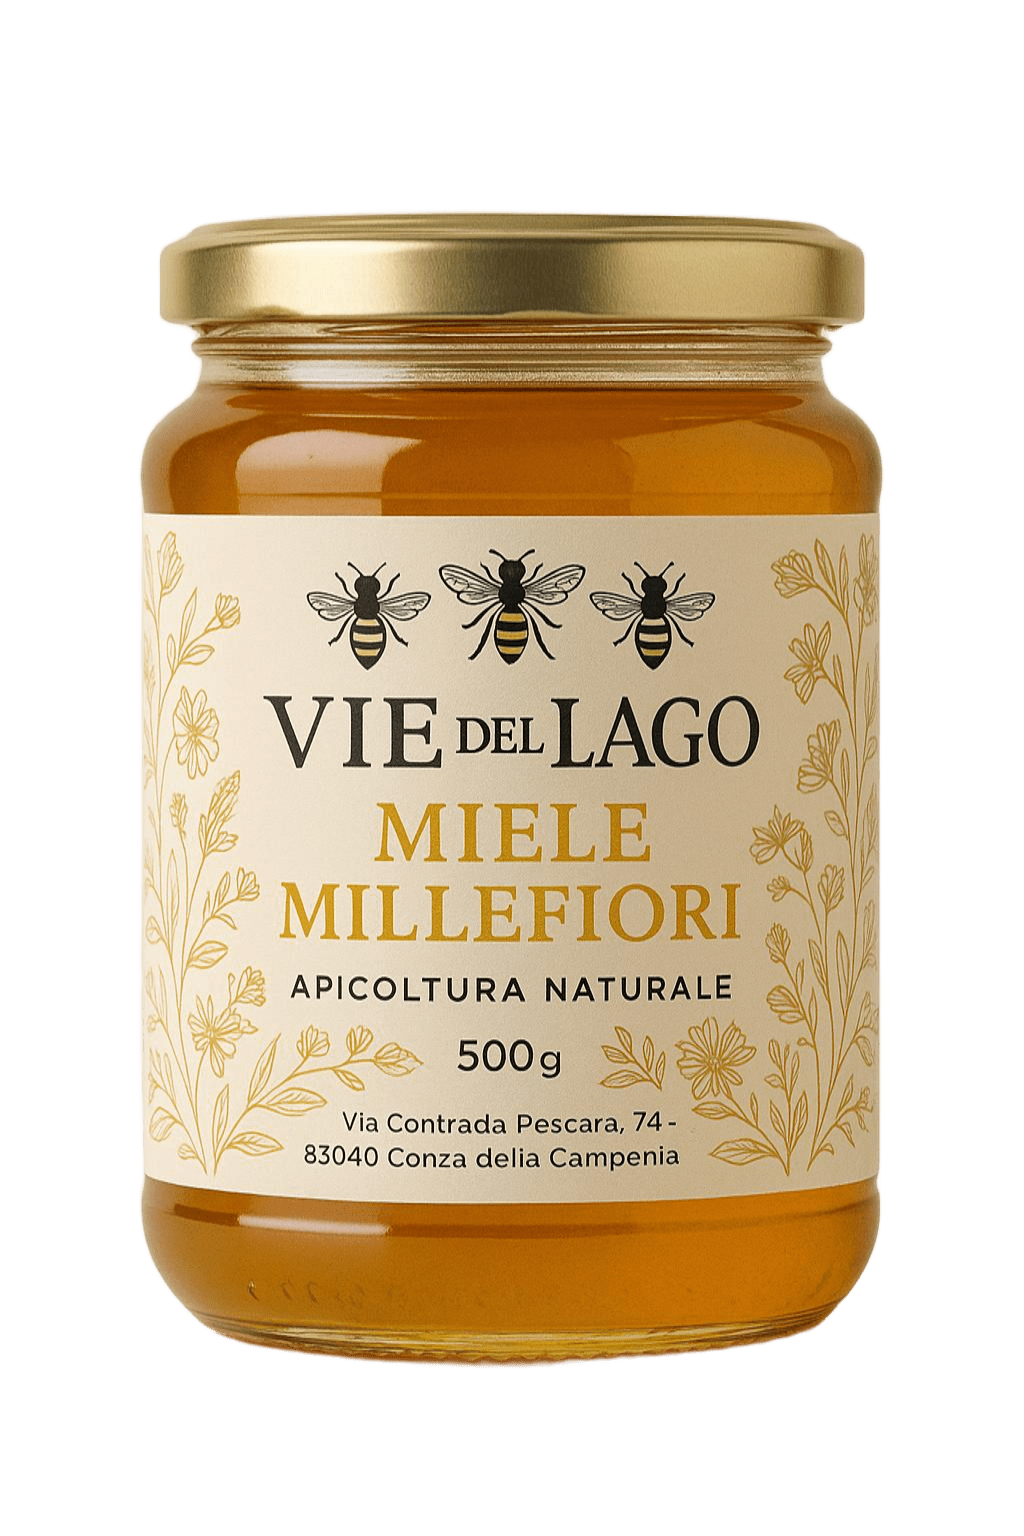 VIE DEL LAGO
MIELE
MILLEFIORI
APICOLTURA NATURALE
500g
Via Contrada Pescara, 74 -
83040 Conza delia Campenia